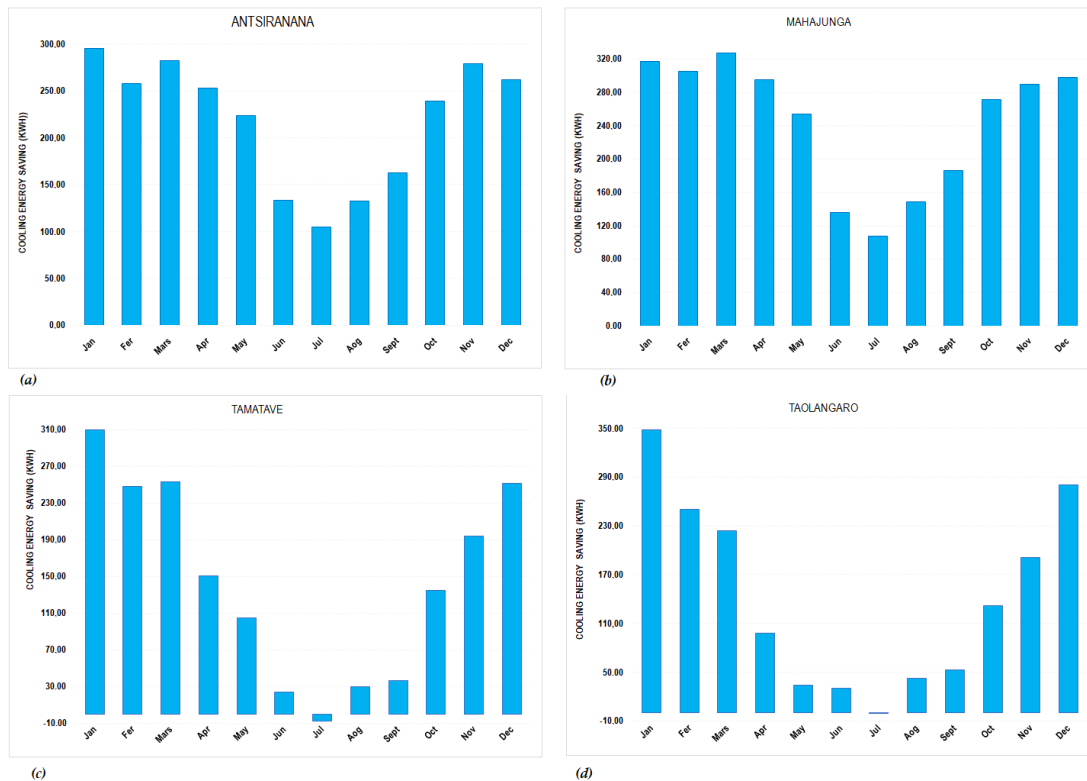 ANTSIRANANA
COOLING ENERGY SAVING (KWH))
300,00
250,00
200,00
150,00
100,00
50,00
0,00
Jan Fer Mars Apr May Jun Jul Aog Sept Oct Nov Dec
(a)
MAHAJUNGA
COOLING ENERGY SAVING (KWH)
320,00
280,00
240,00
200,00
160,00
120,00
80,00
40,00
0,00
Jan Fer Mars Apr May Jun Jul Aog Sept Oct Nov Dec
(b)
TAMATAVE
COOLING ENERGY SAVING (KWH)
310,00
270,00
230,00
190,00
150,00
110,00
70,00
30,00
-10,00
Jan Fer Mars Apr May Jun Jul Aog Sept Oct Nov Dec
(c)
TAOLANGARO
COOLING ENERGY SAVING (KWH)
350,00
290,00
230,00
170,00
110,00
50,00
-10,00
Jan Fer Mars Apr May Jun Jul Aog Sept Oct Nov Dec
(d)